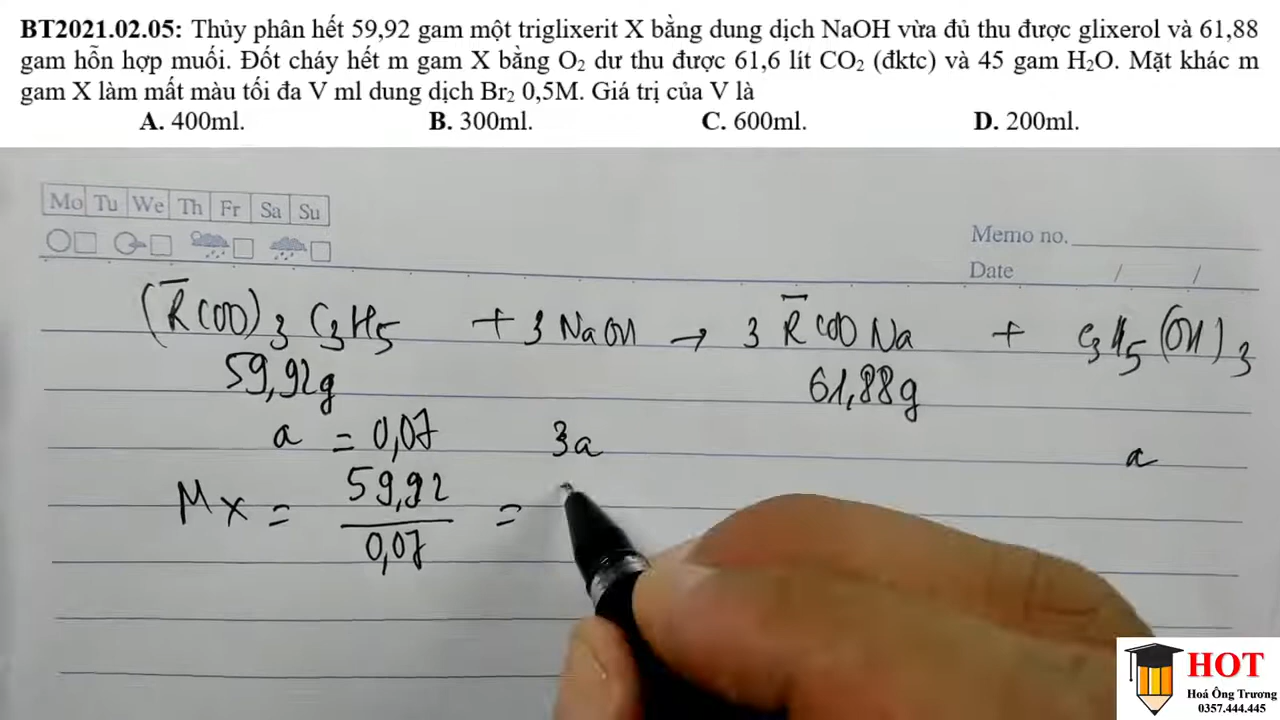 BT2021.02.05: Thủy phân hết 59,92 gam một triglixerit X bằng dung dịch NaOH vừa đủ thu được glixerol và 61,88
gam hỗn hợp muối. Đốt cháy hết m gam X bằng O₂ dư thu được 61,6 lít CO₂ (đktc) và 45 gam H₂O. Mặt khác m
gam X làm mất màu tối đa V ml dung dịch Br₂ 0,5M. Giá trị của V là
A. 400ml. B. 300ml. C. 600ml. D. 200ml.
Mo Tu We Th Fr Sa Su
Memo no.
Date / /
(R̅COO)₃C₃H₅ + 3NaOH → 3R̅COONa + C₃H₅(OH)₃
59,92g 61,88g
a = 0,07 3a a
Mx = 59,92 / 0,07 =
HOT
Hoá Ông Trương
0357.444.445